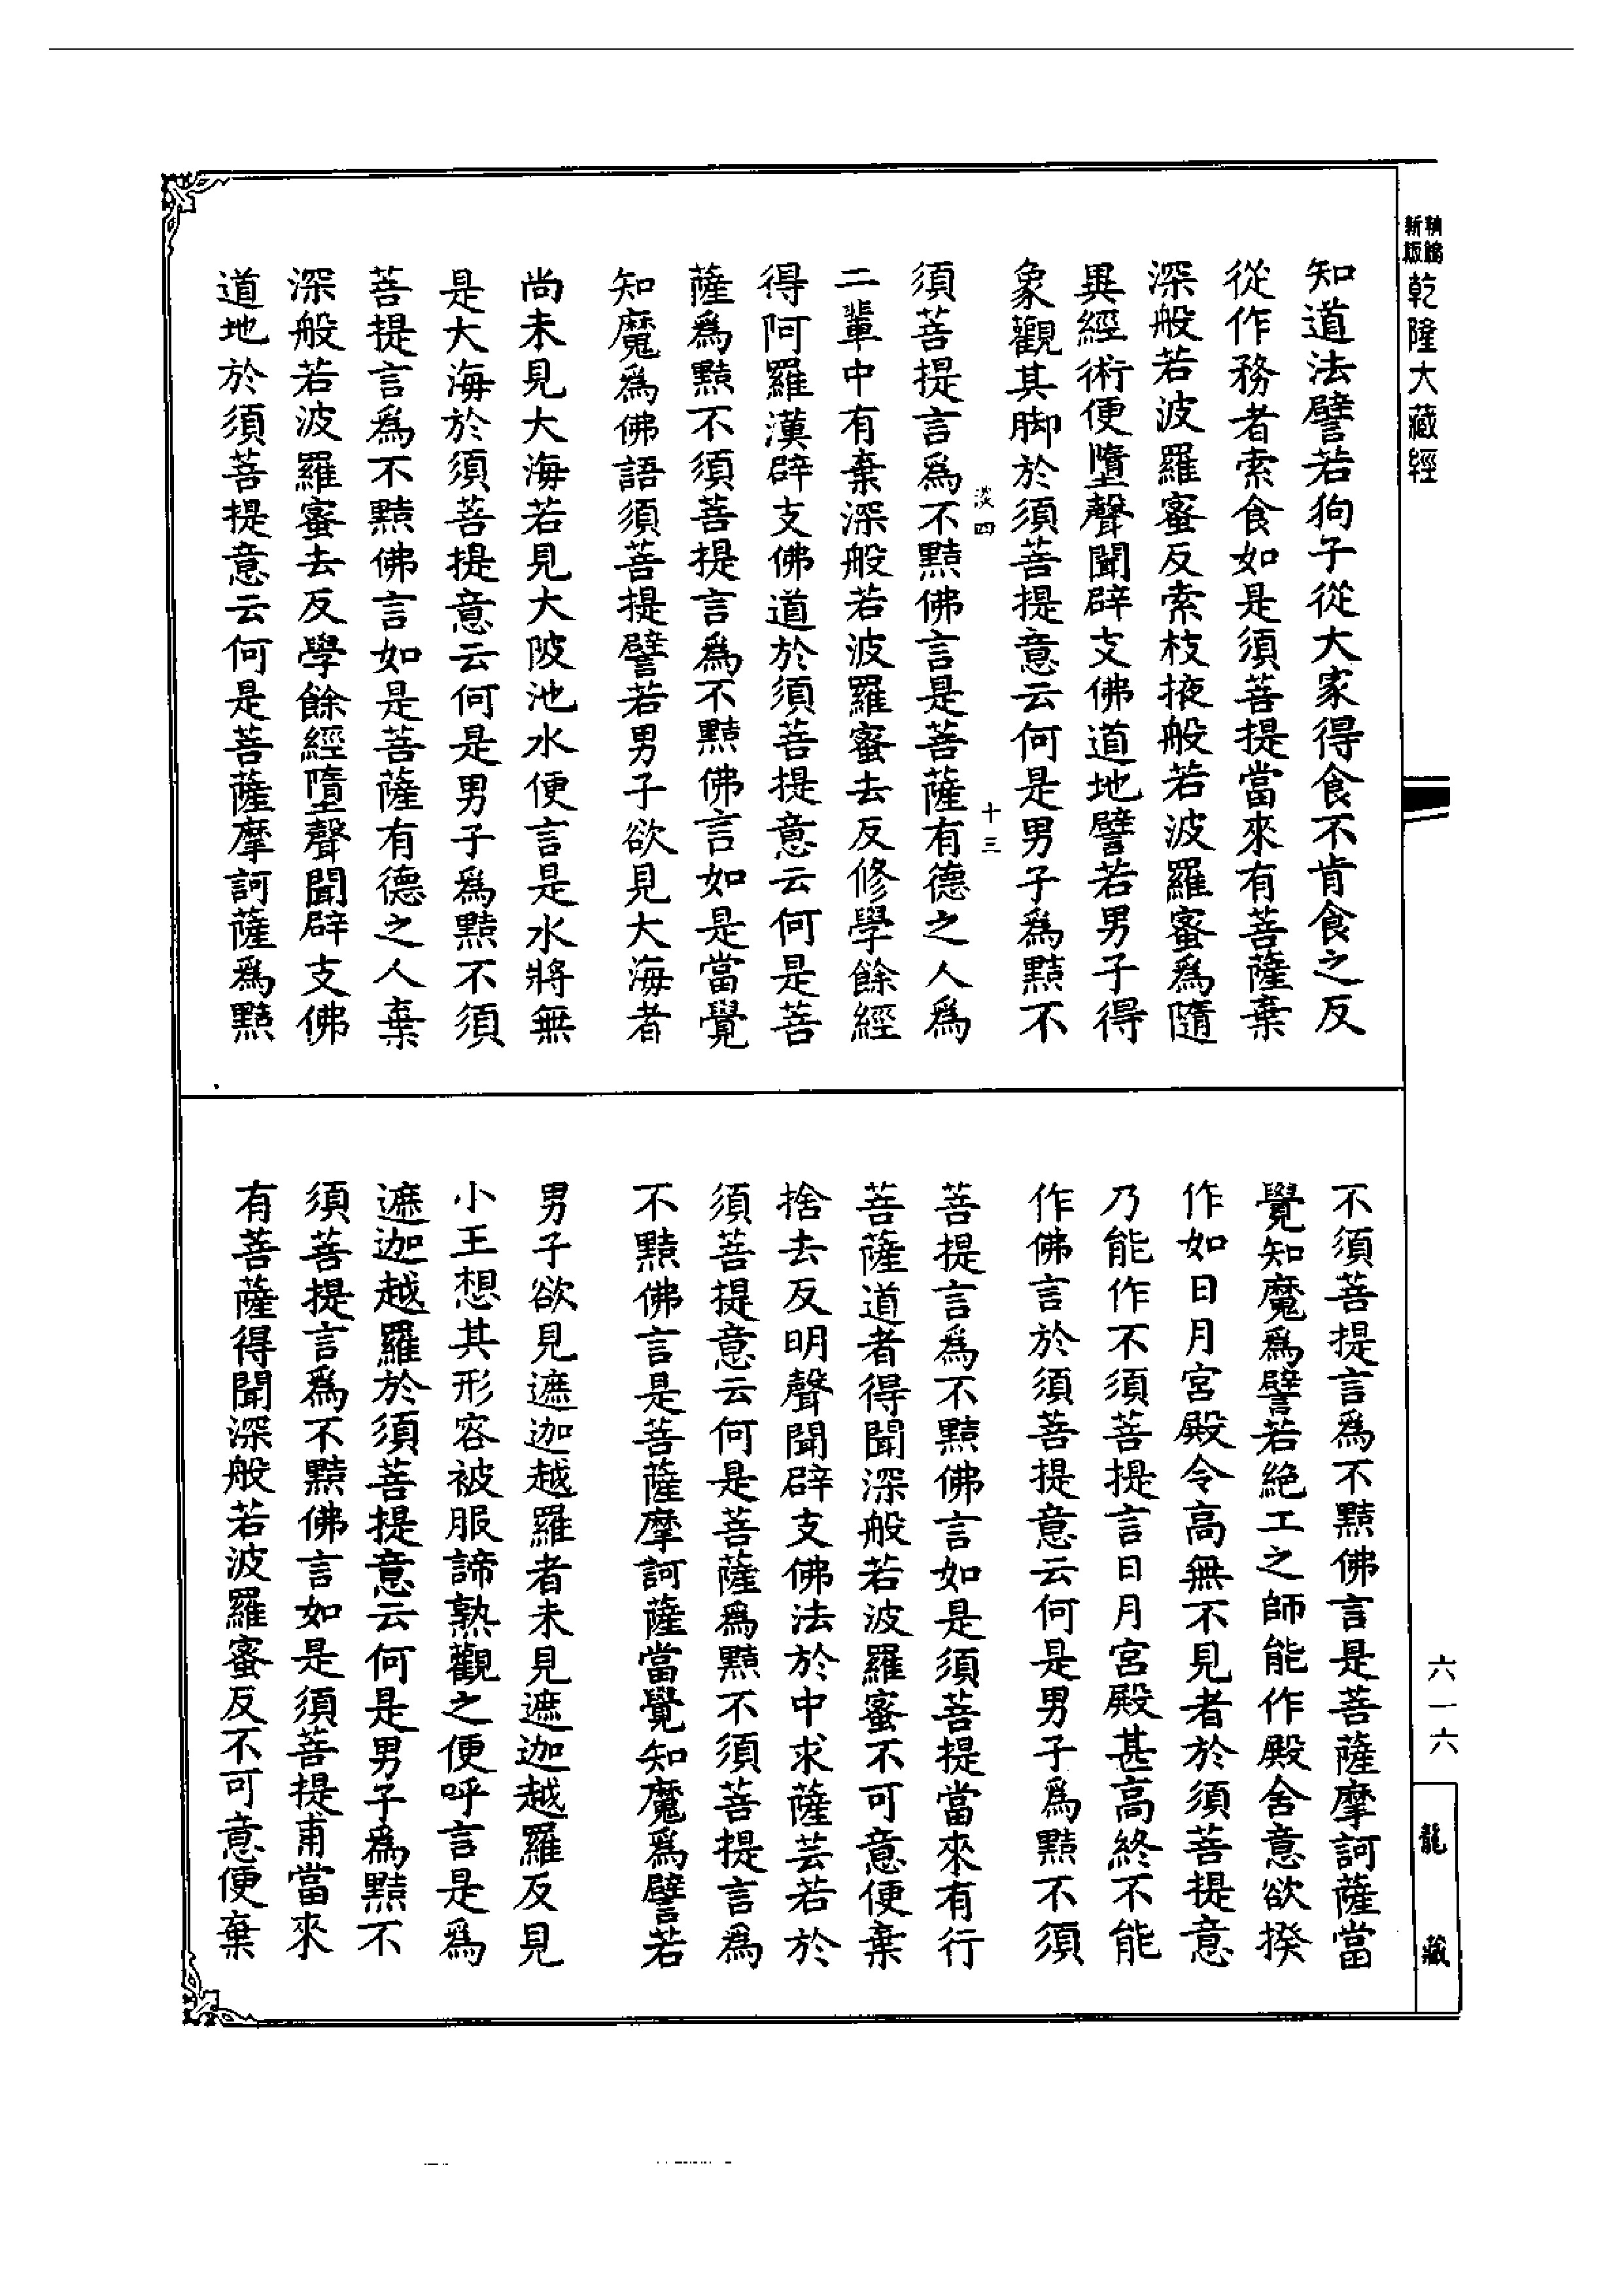 精編
新版
乾隆大藏經
知道法譬若狗子從大家得食不肯食之反
從作務者索食如是須菩提當來有菩薩棄
深般若波羅蜜反索枝掖般若波羅蜜爲隨
異經術便墮聲聞辟支佛道地譬若男子得
象觀其脚於須菩提意云何是男子爲黠不
淡四
十三
須菩提言爲不黠佛言是菩薩有德之人爲
二輩中有棄深般若波羅蜜去反修學餘經
得阿羅漢辟支佛道於須菩提意云何是菩
薩爲黠不須菩提言爲不黠佛言如是當覺
知魔爲佛語須菩提譬若男子欲見大海者
尚未見大海若見大陂池水便言是水將無
是大海於須菩提意云何是男子爲黠不須
菩提言爲不黠佛言如是菩薩有德之人棄
深般若波羅蜜去反學餘經墮聲聞辟支佛
道地於須菩提意云何是菩薩摩訶薩爲黠
不須菩提言爲不黠佛言是菩薩摩訶薩當
覺知魔爲譬若絶工之師能作殿舍意欲揆
作如日月宮殿令高無不見者於須菩提意
乃能作不須菩提言日月宮殿甚高終不能
作佛言於須菩提意云何是男子爲黠不須
菩提言爲不黠佛言如是須菩提當來有行
菩薩道者得聞深般若波羅蜜不可意便棄
捨去反明聲聞辟支佛法於中求薩芸若於
須菩提意云何是菩薩爲黠不須菩提言爲
不黠佛言是菩薩摩訶薩當覺知魔爲譬若
男子欲見遮迦越羅者未見遮迦越羅反見
小王想其形容被服諦熟觀之便呼言是爲
遮迦越羅於須菩提意云何是男子爲黠不
須菩提言爲不黠佛言如是須菩提甫當來
有菩薩得聞深般若波羅蜜反不可意便棄
六一六
龍藏